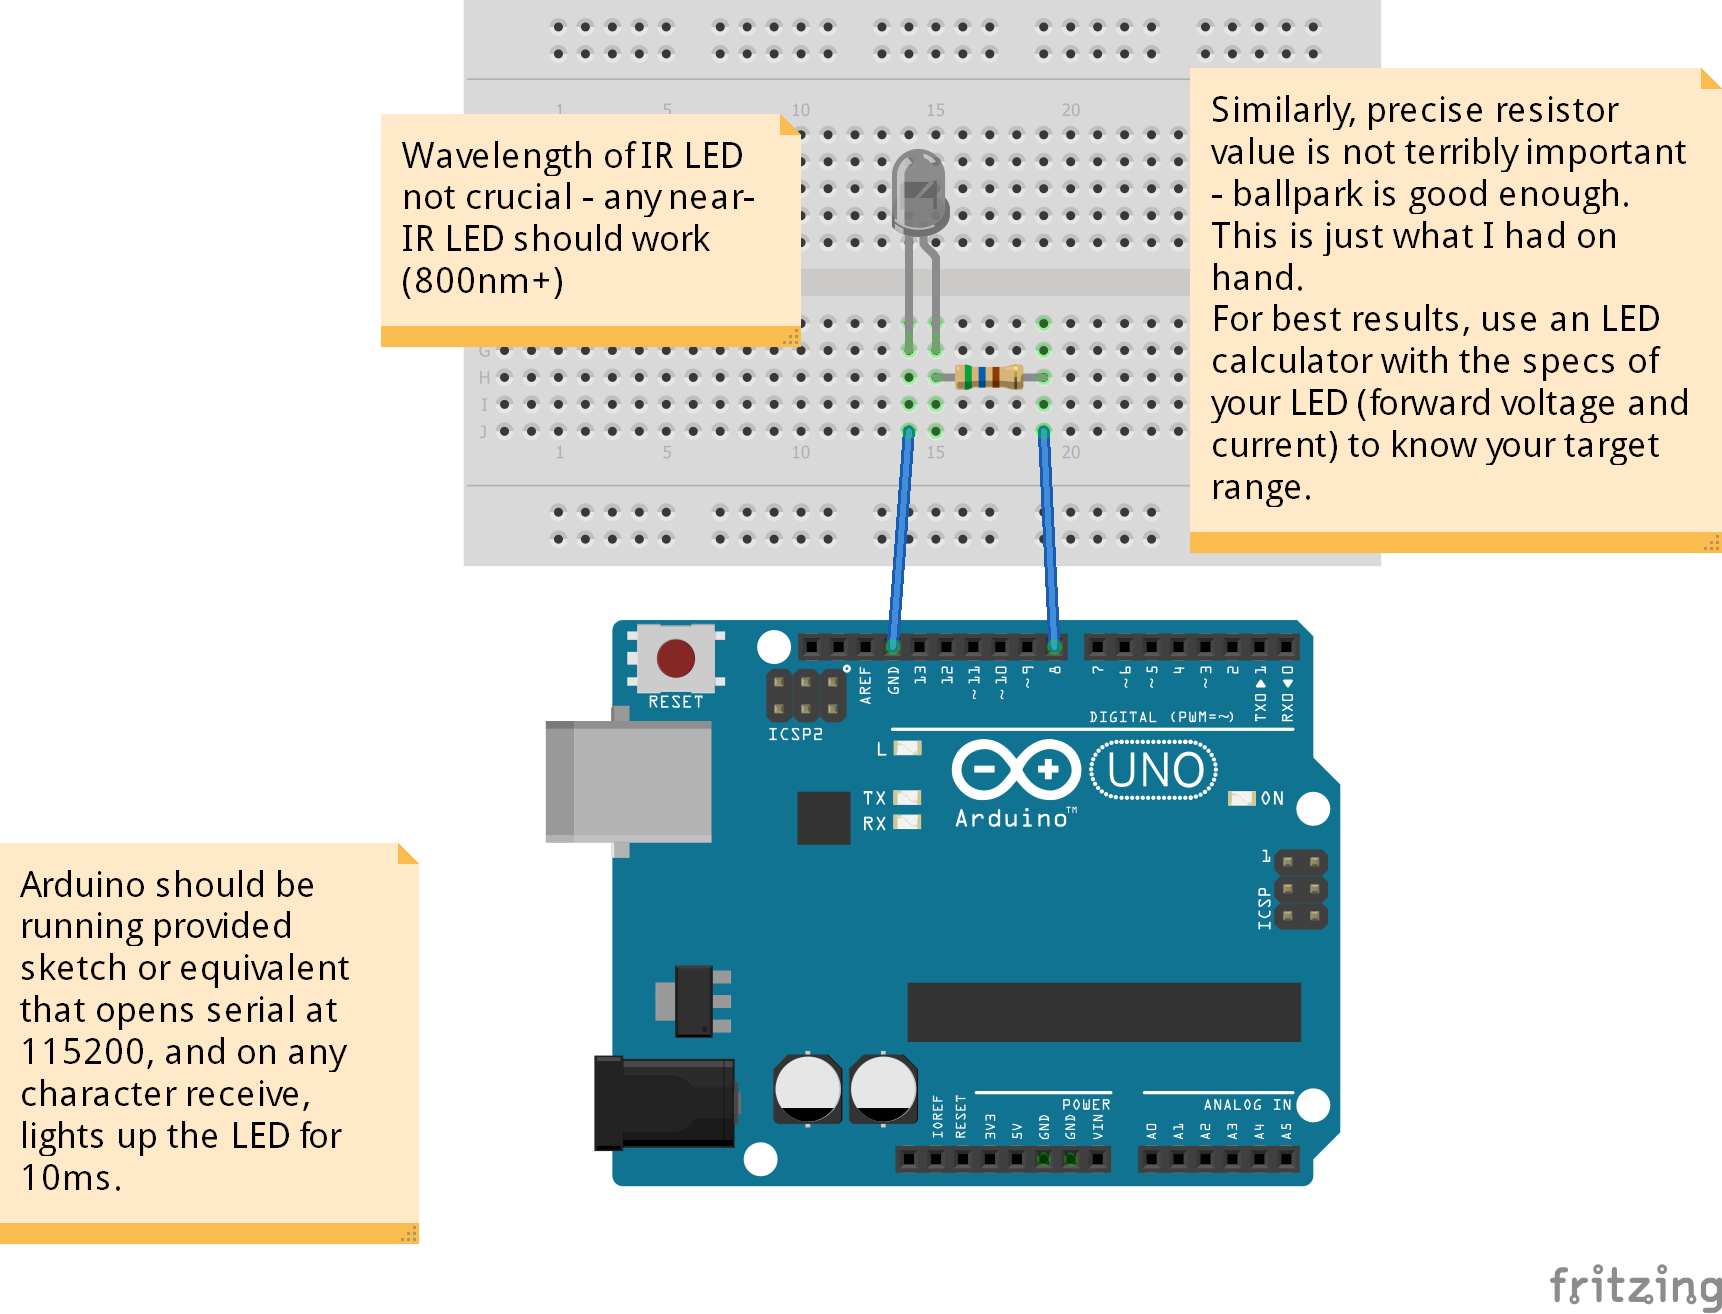 1 5 10 15 20
Wavelength of IR LED
not crucial - any near-
IR LED should work
(800nm+)
Similarly, precise resistor
value is not terribly important
- ballpark is good enough.
This is just what I had on
hand.
For best results, use an LED
calculator with the specs of
your LED (forward voltage and
current) to know your target
range.
G
H
I
J
1 5 10 15 20
RESET
ICSP2
AREF
GND
13
12
~11
~10
~9
8
7
~6
~5
4
~3
2
TX0▶1
RX0◀0
DIGITAL (PWM=~)
L
TX
RX
Arduino™
UNO
ON
1
ICSP
Arduino should be
running provided
sketch or equivalent
that opens serial at
115200, and on any
character receive,
lights up the LED for
10ms.
IOREF
RESET
3V3
5V
GND
GND
VIN
POWER
ANALOG IN
A0
A1
A2
A3
A4
A5
fritzing